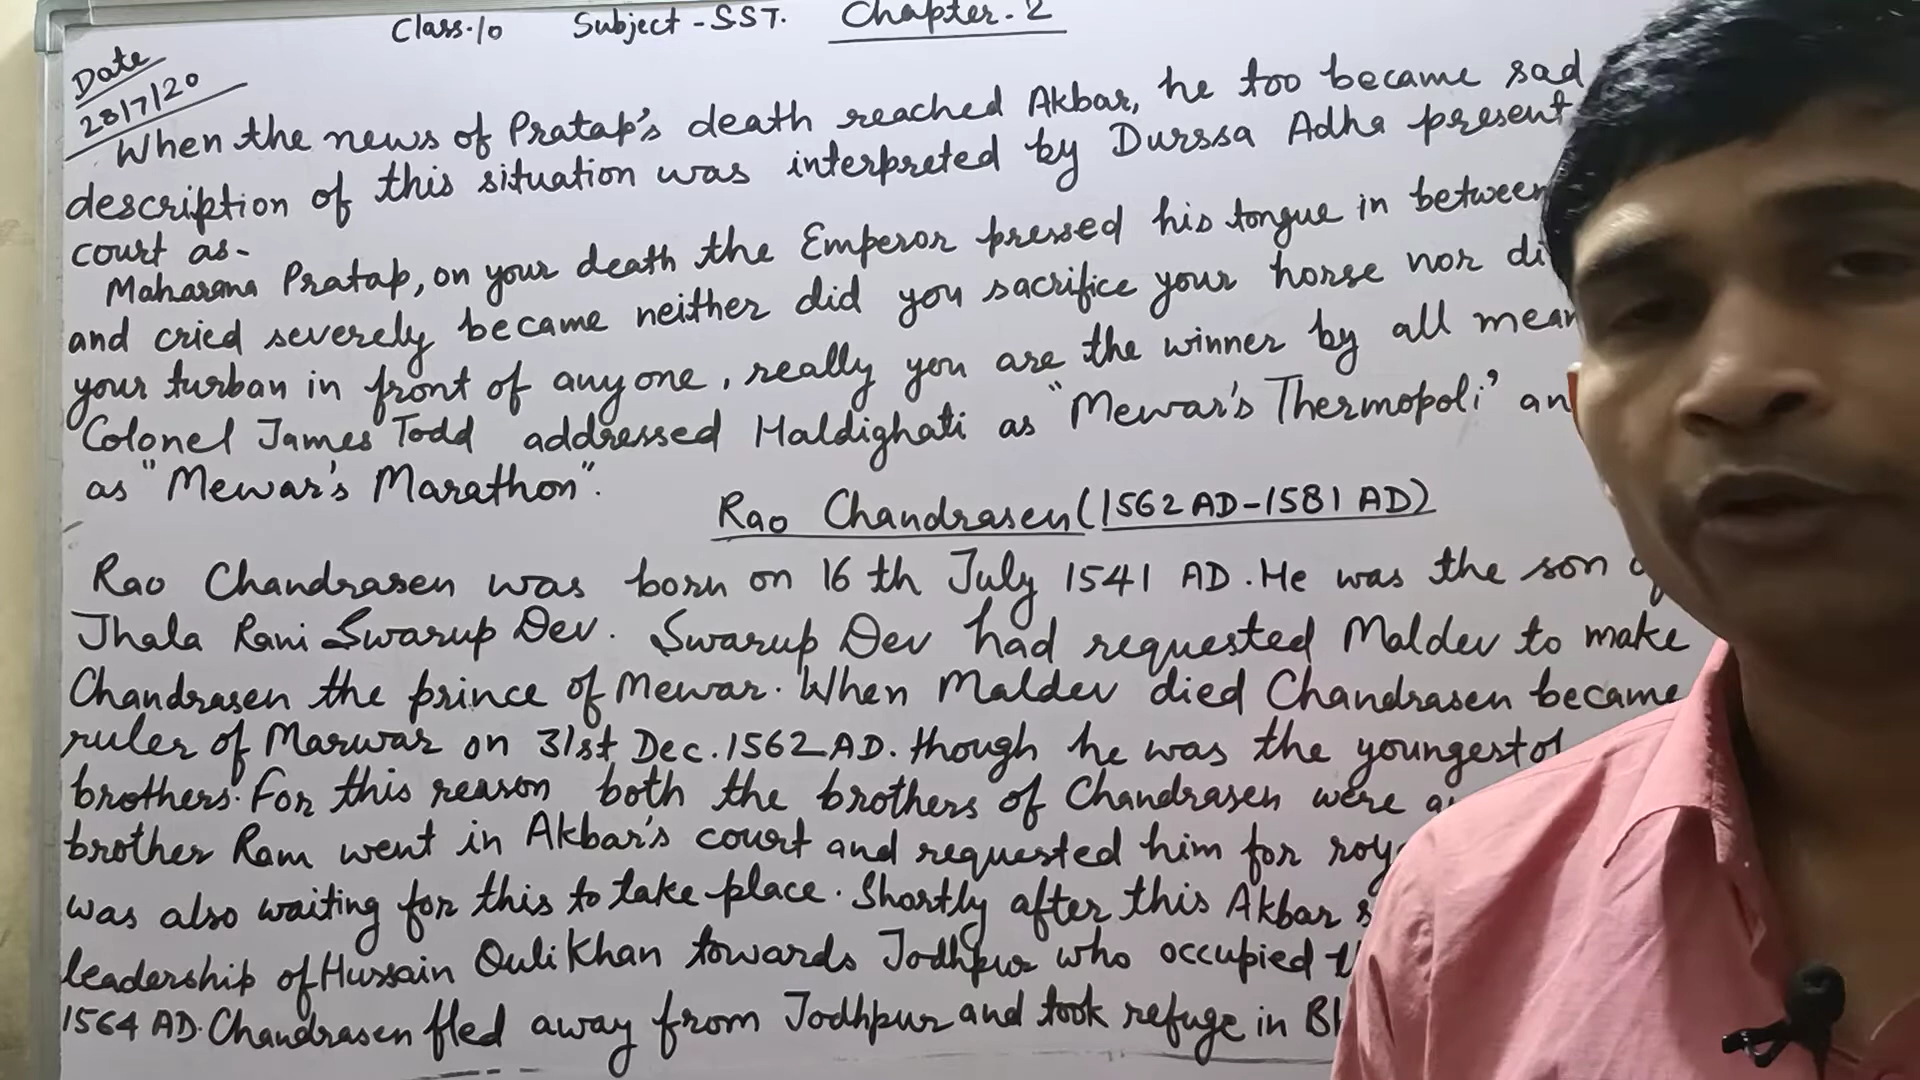 Class.10 Subject-SST. Chapter.2
Date
28/7/20
When the news of Pratap's death reached Akbar, he too became sad
description of this situation was interpreted by Durssa Adha present
court as-
Maharana Pratap, on your death the Emperor pressed his tongue in between
and cried severely became neither did you sacrifice your horse nor di
your turban in front of anyone, really you are the winner by all mean
Colonel James Todd addressed Haldighati as "Mewar's Thermopoli" an
as "Mewar's Marathon".
Rao Chandrasen (1562 AD-1581 AD)
Rao Chandrasen was born on 16 th July 1541 AD. He was the son
Jhala Rani Swarup Dev. Swarup Dev had requested Maldev to make
Chandrasen the prince of Mewar. When Maldev died Chandrasen became
ruler of Marwar on 31st Dec. 1562 AD. though he was the youngest of
brothers. For this reason both the brothers of Chandrasen were
brother Ram went in Akbar's court and requested him for roy
was also waiting for this to take place. Shortly after this Akbar s
leadership of Hussain Quli Khan towards Jodhpur who occupied t
1564 AD. Chandrasen fled away from Jodhpur and took refuge in Bh